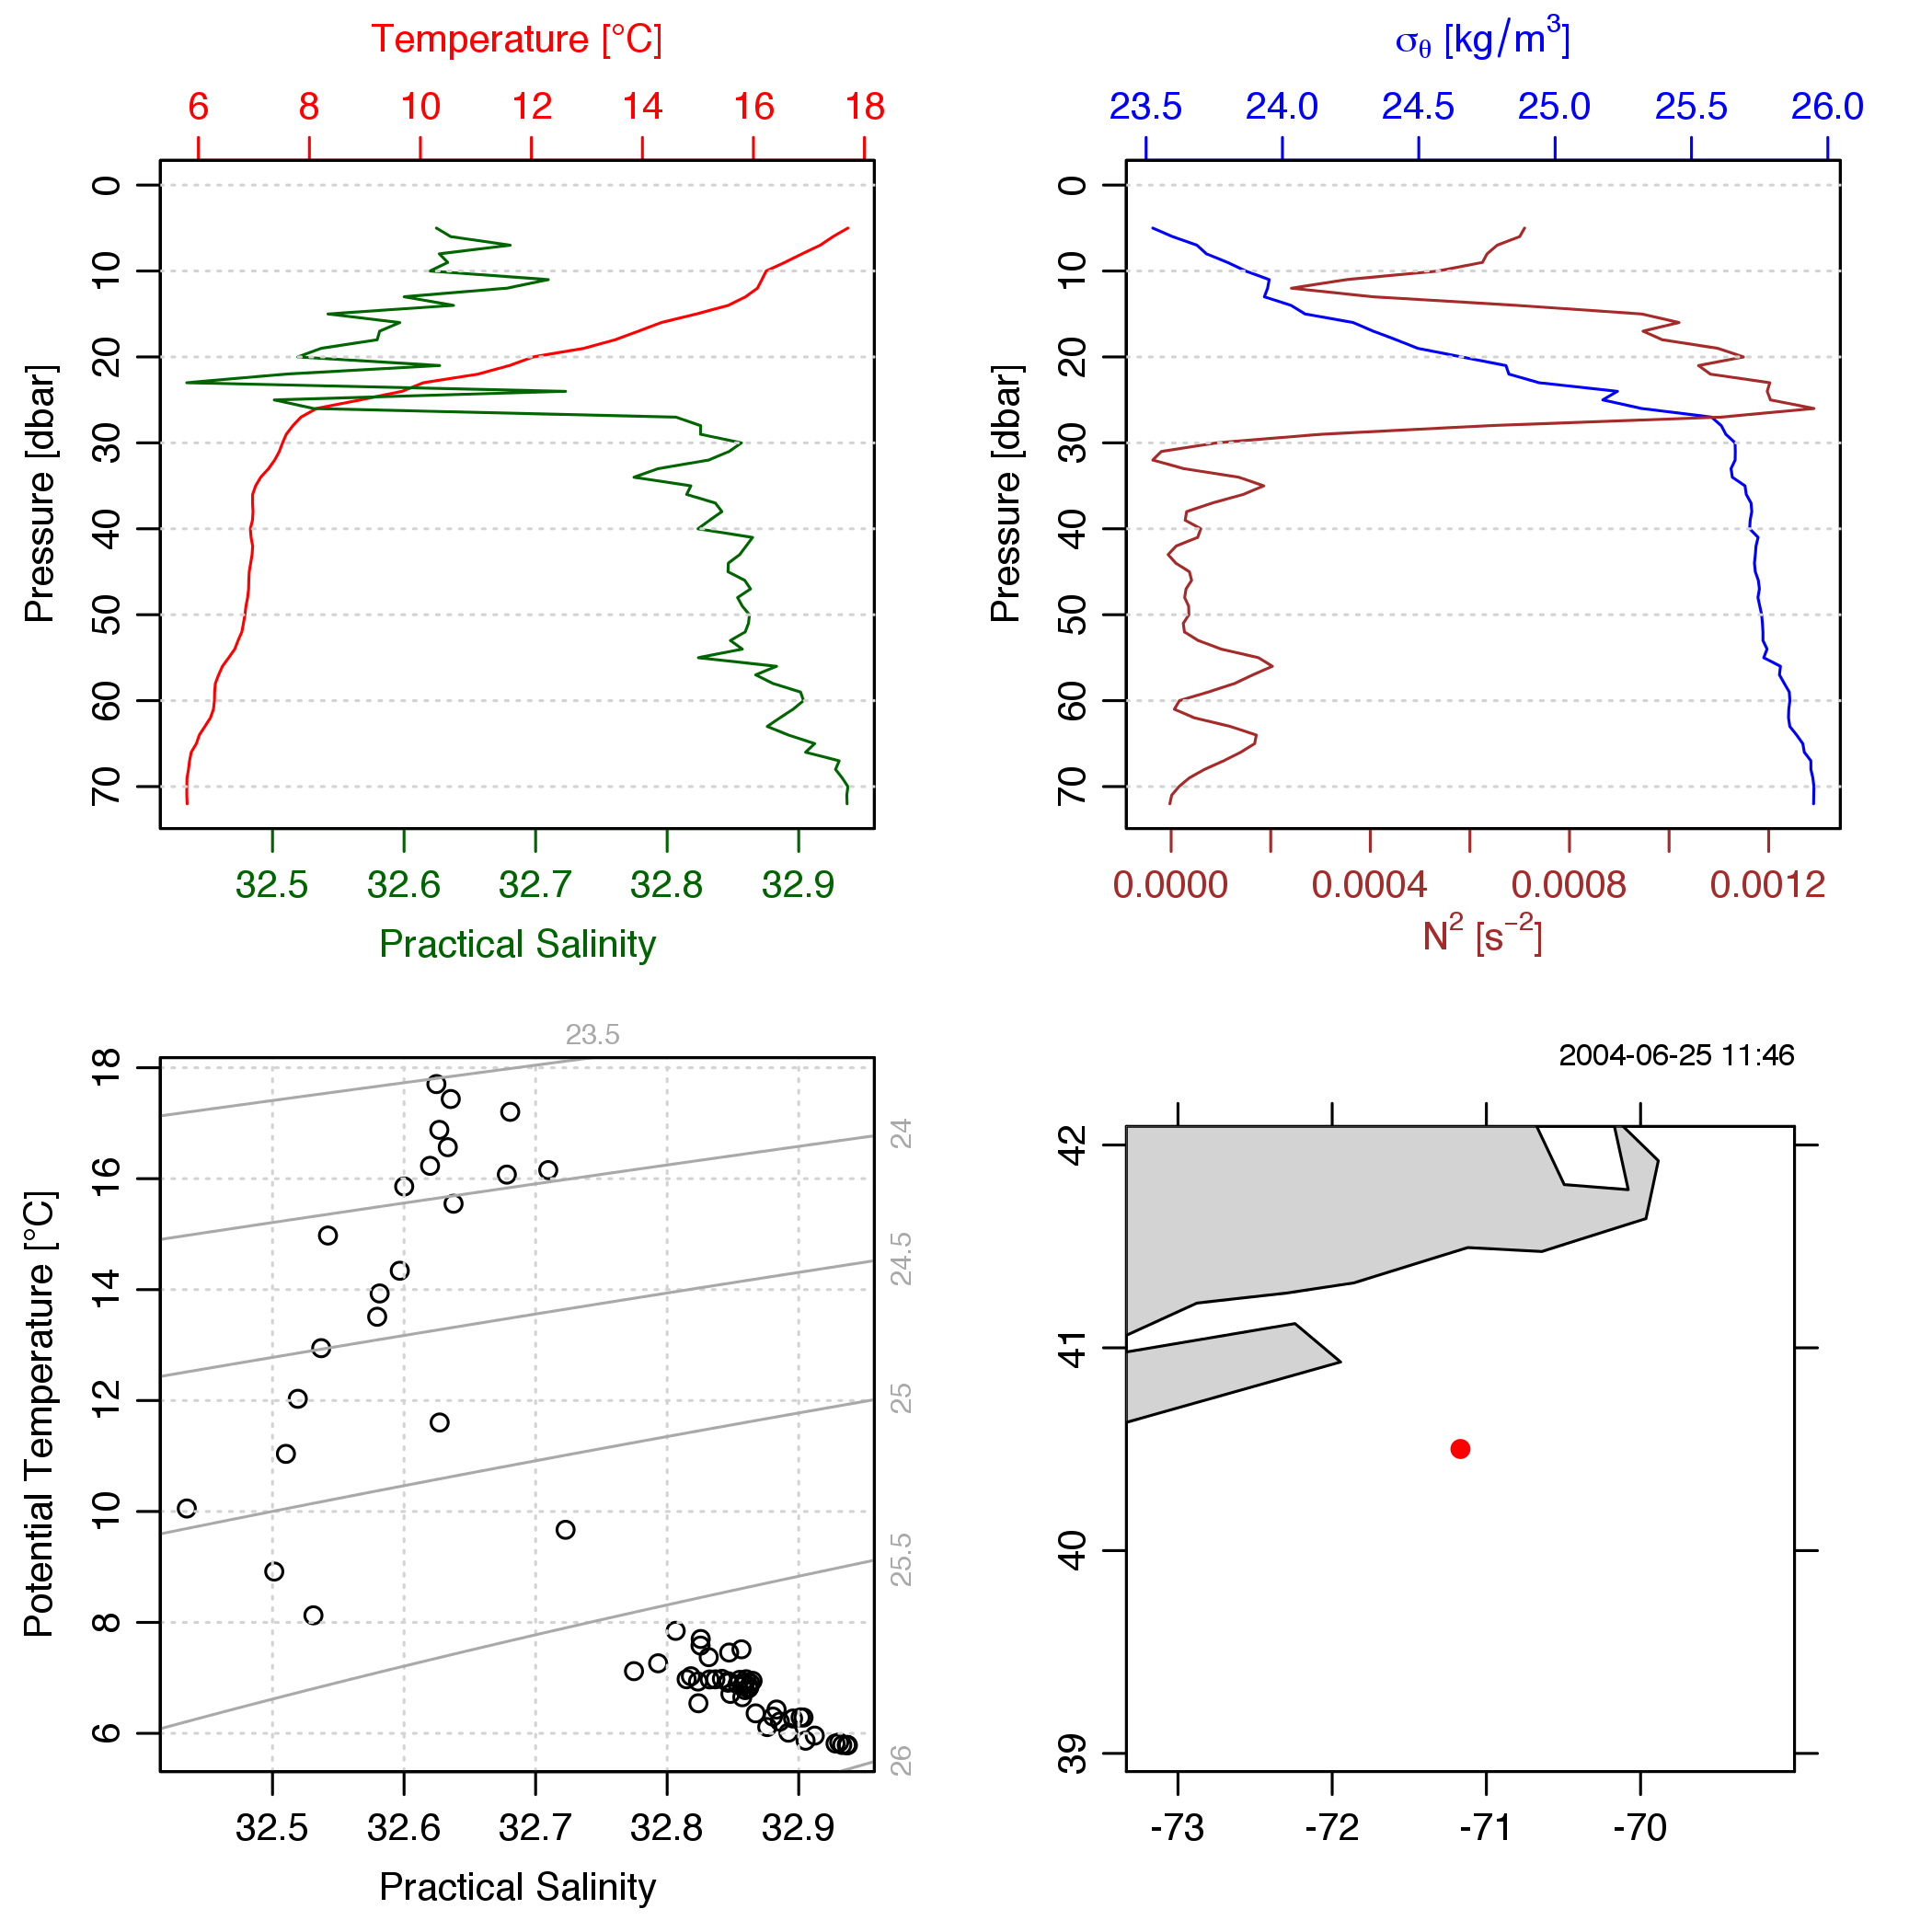 Temperature [°C]
6 8 10 12 14 16 18
0 10 20 30 40 50 60 70
Pressure [dbar]
32.5 32.6 32.7 32.8 32.9
Practical Salinity
σθ [kg/m³]
23.5 24.0 24.5 25.0 25.5 26.0
0 10 20 30 40 50 60 70
Pressure [dbar]
0.0000 0.0004 0.0008 0.0012
N² [s⁻²]
23.5
24
24.5
25
25.5
26
18 16 14 12 10 8 6
Potential Temperature [°C]
32.5 32.6 32.7 32.8 32.9
Practical Salinity
2004-06-25 11:46
42 41 40 39
-73 -72 -71 -70